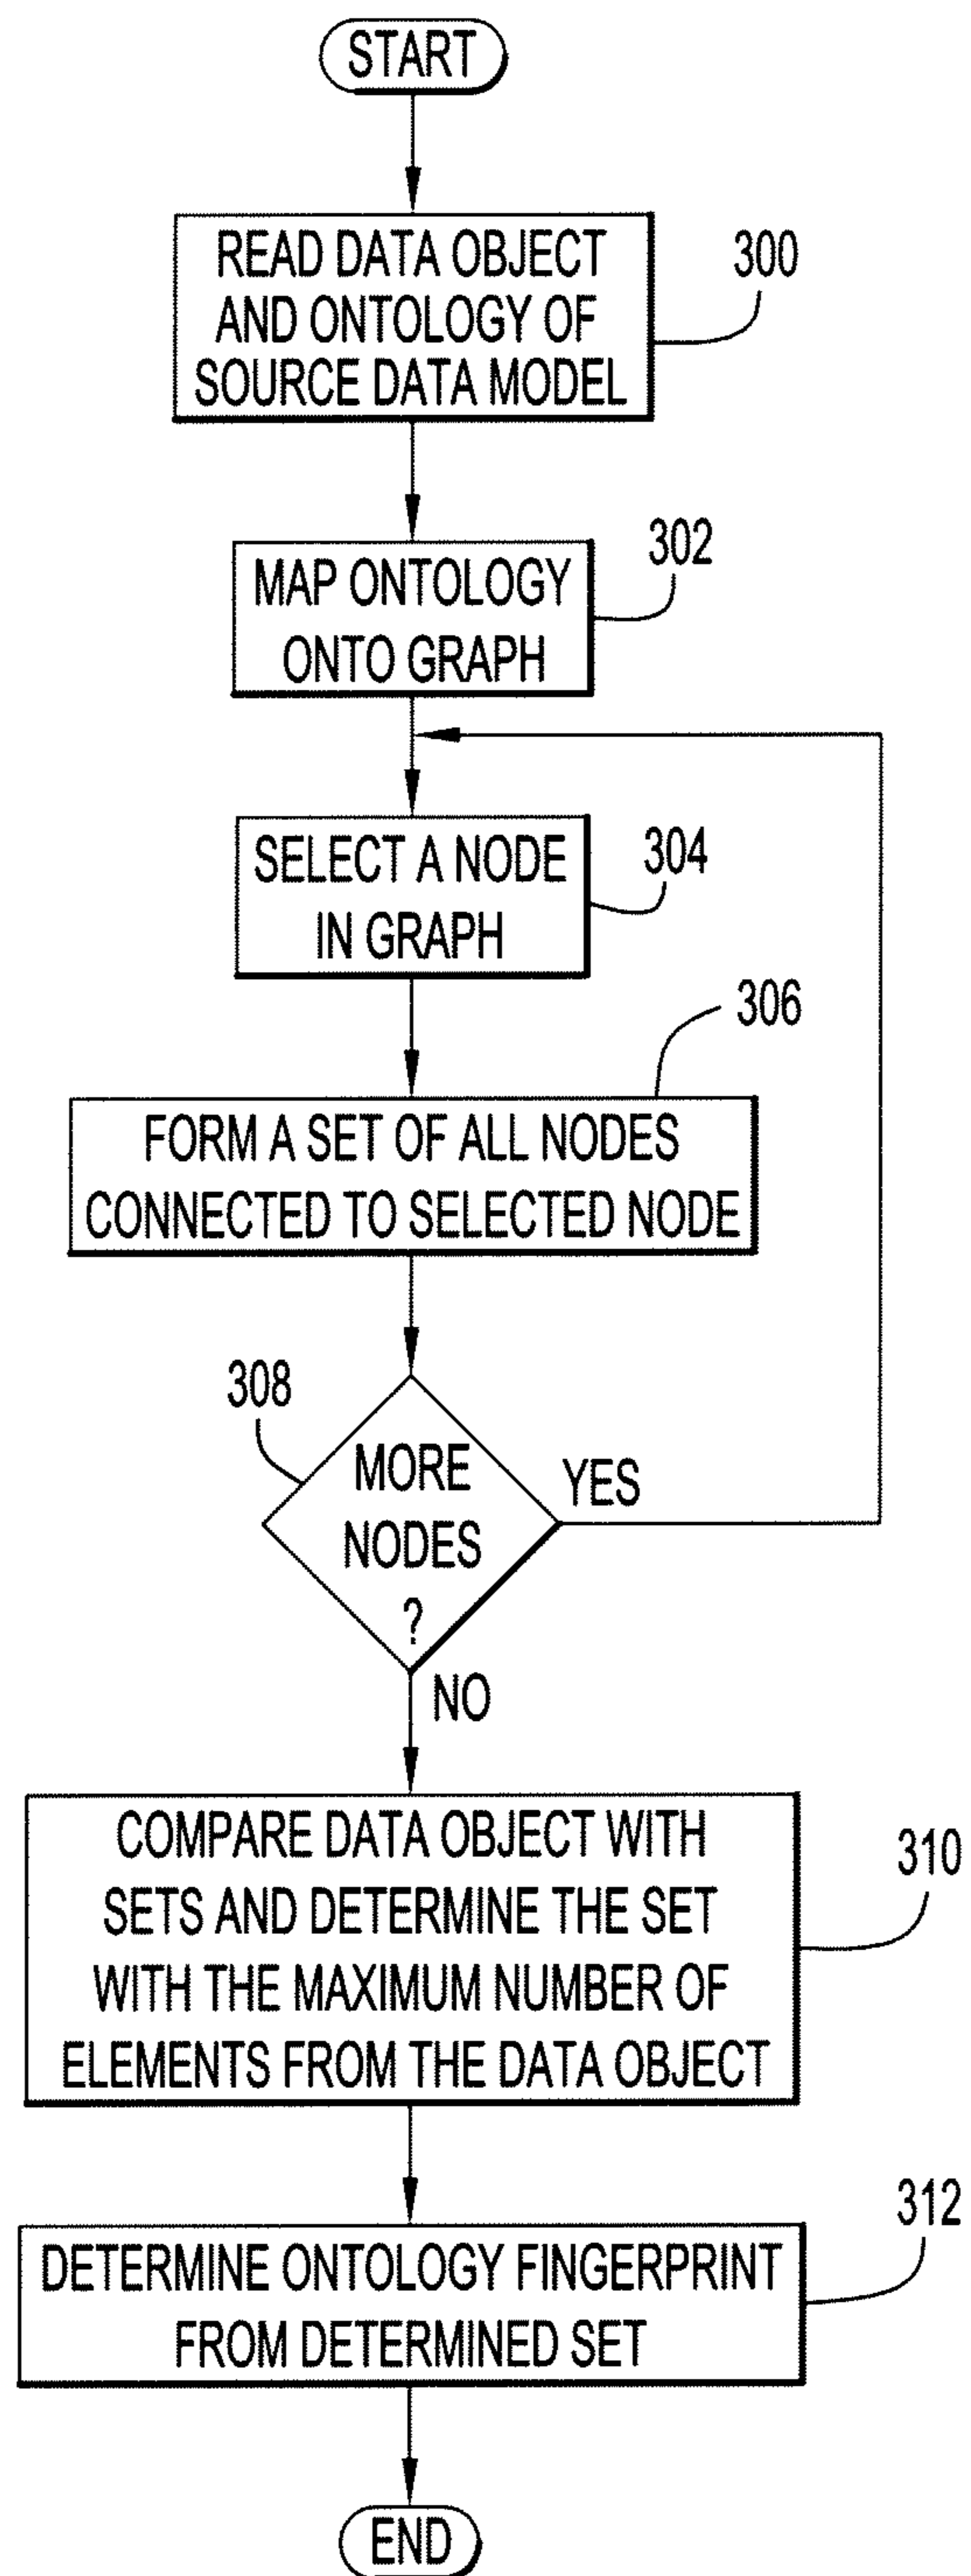 START
READ DATA OBJECT
AND ONTOLOGY OF
SOURCE DATA MODEL
300
MAP ONTOLOGY
ONTO GRAPH
302
SELECT A NODE
IN GRAPH
304
306
FORM A SET OF ALL NODES
CONNECTED TO SELECTED NODE
308
MORE
NODES
?
YES
NO
COMPARE DATA OBJECT WITH
SETS AND DETERMINE THE SET
WITH THE MAXIMUM NUMBER OF
ELEMENTS FROM THE DATA OBJECT
310
DETERMINE ONTOLOGY FINGERPRINT
FROM DETERMINED SET
312
END